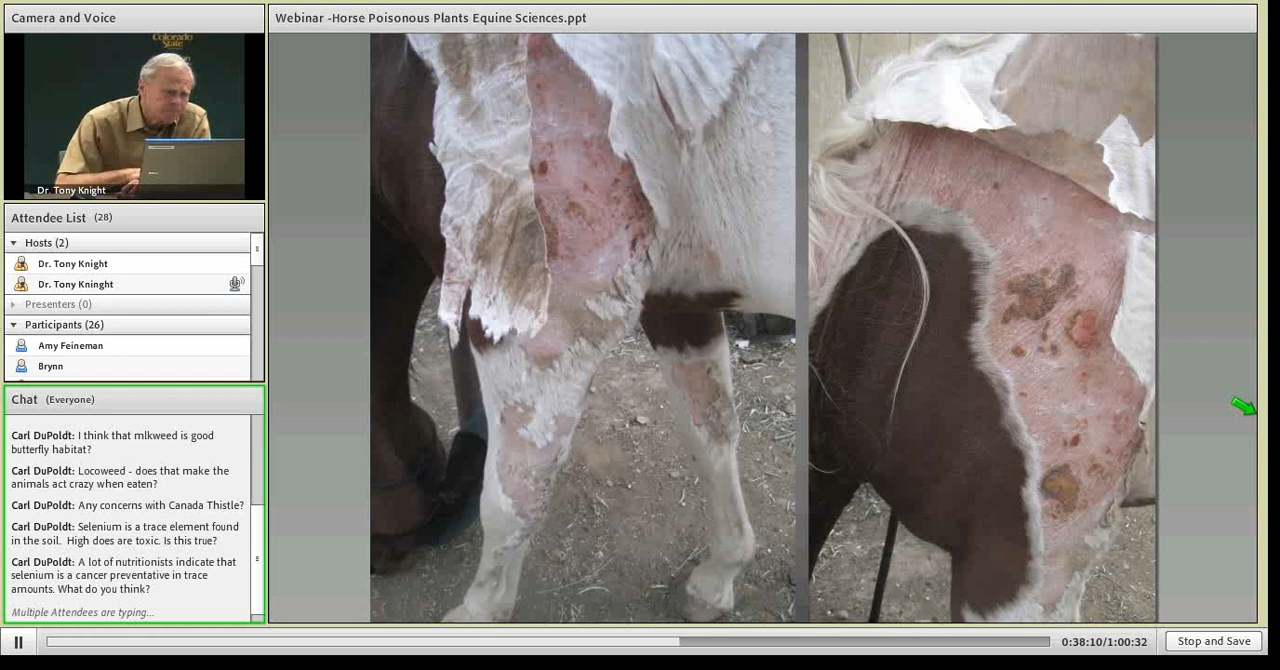 Camera and Voice
Colorado
State
Dr. Tony Knight
Attendee List (28)
Hosts (2)
Dr. Tony Knight
Dr. Tony Kninght
Presenters (0)
Participants (26)
Amy Feineman
Brynn
Chat (Everyone)
Carl DuPoldt: I think that mlkweed is good
butterfly habitat?
Carl DuPoldt: Locoweed - does that make the
animals act crazy when eaten?
Carl DuPoldt: Any concerns with Canada Thistle?
Carl DuPoldt: Selenium is a trace element found
in the soil. High does are toxic. Is this true?
Carl DuPoldt: A lot of nutritionists indicate that
selenium is a cancer preventative in trace
amounts. What do you think?
Multiple Attendees are typing...
Webinar -Horse Poisonous Plants Equine Sciences.ppt
0:38:10/1:00:32
Stop and Save